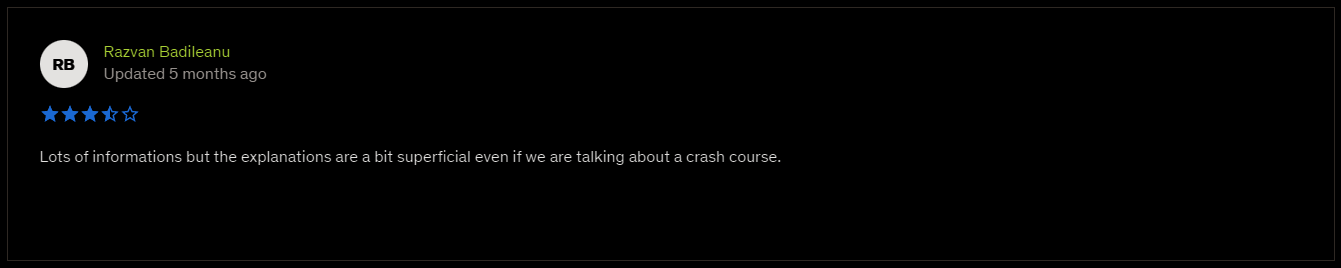 RB
Razvan Badileanu
Updated 5 months ago
Lots of informations but the explanations are a bit superficial even if we are talking about a crash course.